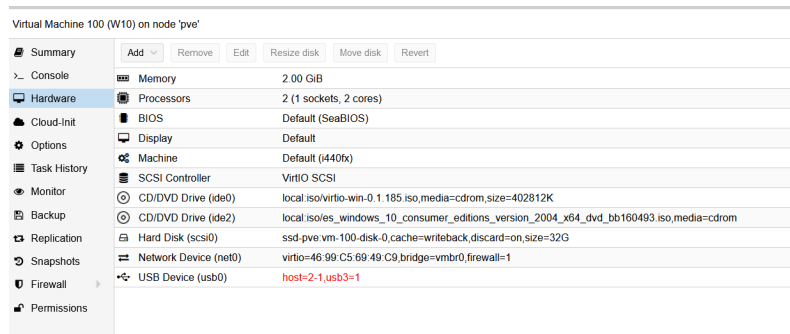 Virtual Machine 100 (W10) on node 'pve'
Summary
Console
Hardware
Cloud-Init
Options
Task History
Monitor
Backup
Replication
Snapshots
Firewall
Permissions
Add Remove Edit Resize disk Move disk Revert
Memory 2.00 GiB
Processors 2 (1 sockets, 2 cores)
BIOS Default (SeaBIOS)
Display Default
Machine Default (i440fx)
SCSI Controller VirtIO SCSI
CD/DVD Drive (ide0) local:iso/virtio-win-0.1.185.iso,media=cdrom,size=402812K
CD/DVD Drive (ide2) local:iso/es_windows_10_consumer_editions_version_2004_x64_dvd_bb160493.iso,media=cdrom
Hard Disk (scsi0) ssd-pve:vm-100-disk-0,cache=writeback,discard=on,size=32G
Network Device (net0) virtio=46:99:C5:69:49:C9,bridge=vmbr0,firewall=1
USB Device (usb0) host=2-1,usb3=1